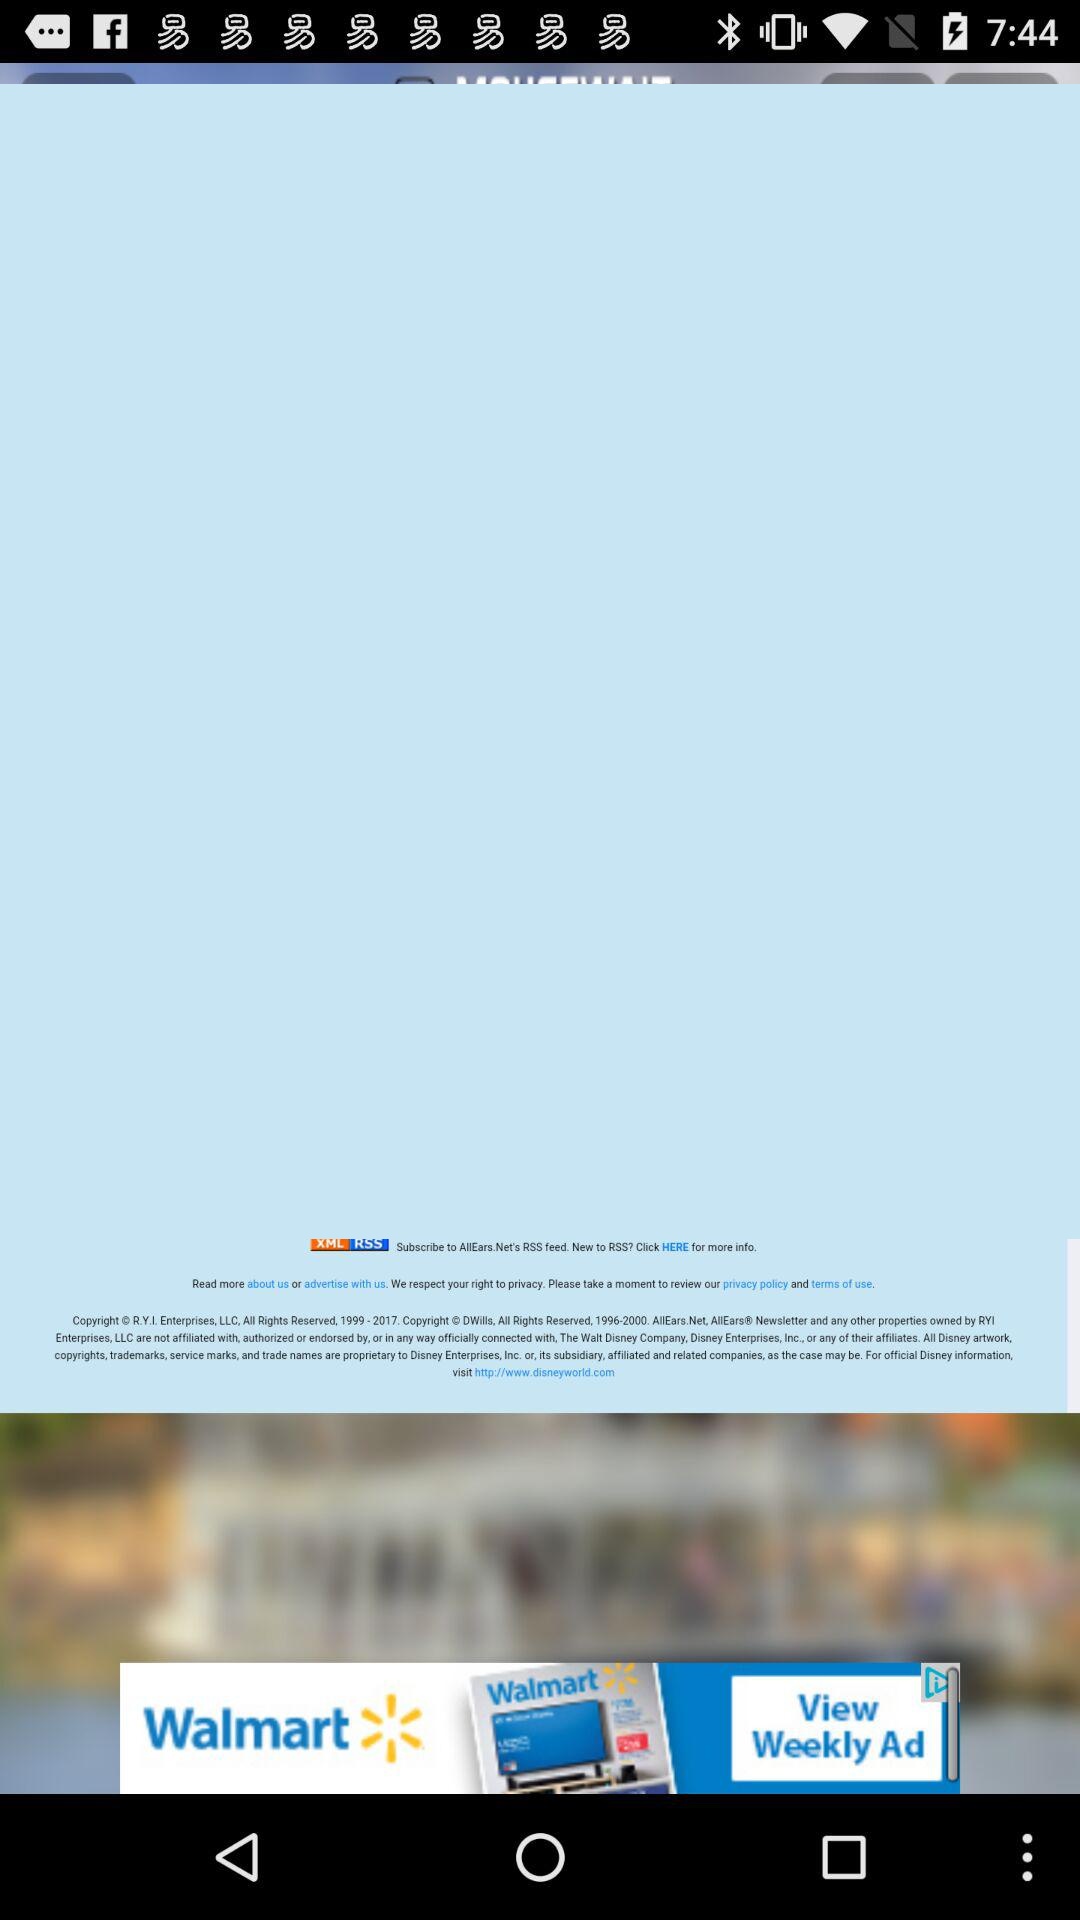 7:44
MOUSEWAIT
XML RSS Subscribe to AllEars.Net's RSS feed. New to RSS? Click HERE for more info.
Read more about us or advertise with us. We respect your right to privacy. Please take a moment to review our privacy policy and terms of use.
Copyright © R.Y.I. Enterprises, LLC, All Rights Reserved, 1999 - 2017. Copyright © DWills, All Rights Reserved, 1996-2000. AllEars.Net, AllEars® Newsletter and any other properties owned by RYI
Enterprises, LLC are not affiliated with, authorized or endorsed by, or in any way officially connected with, The Walt Disney Company, Disney Enterprises, Inc., or any of their affiliates. All Disney artwork,
copyrights, trademarks, service marks, and trade names are proprietary to Disney Enterprises, Inc. or, its subsidiary, affiliated and related companies, as the case may be. For official Disney information,
visit http://www.disneyworld.com
Walmart
Walmart
View
Weekly Ad